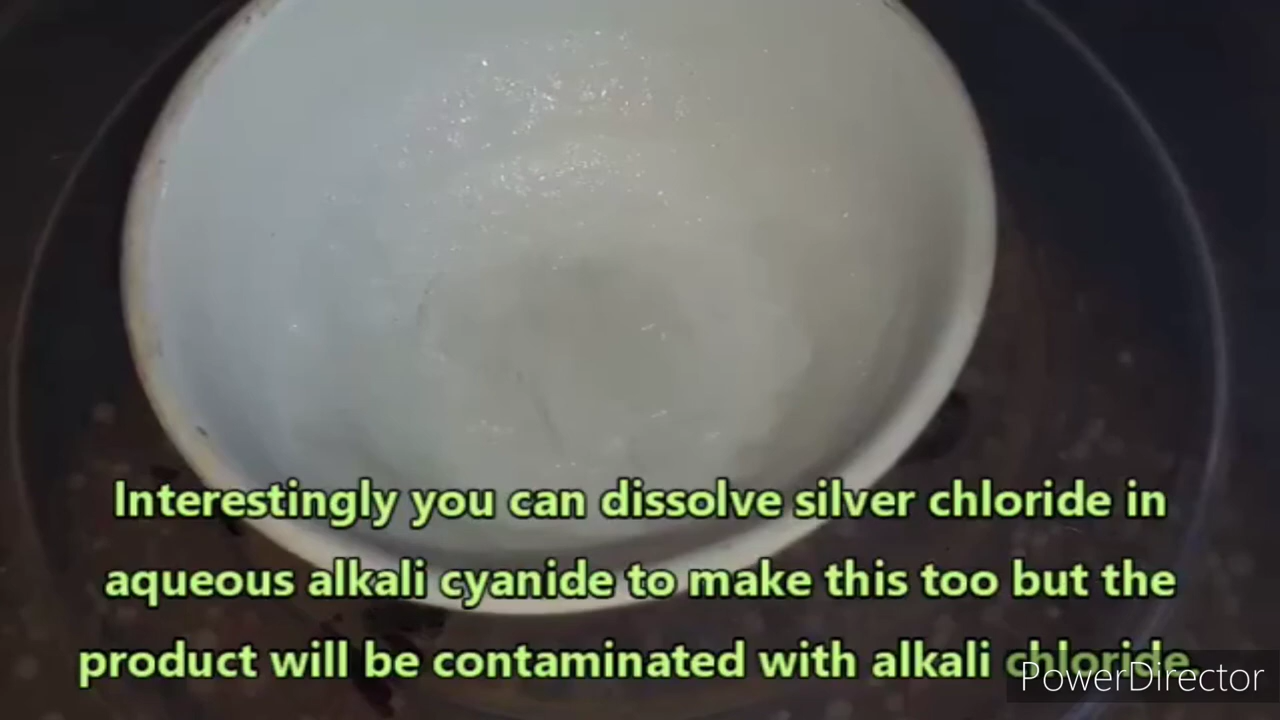 Interestingly you can dissolve silver chloride in
aqueous alkali cyanide to make this too but the
product will be contaminated with alkali chloride.
PowerDirector